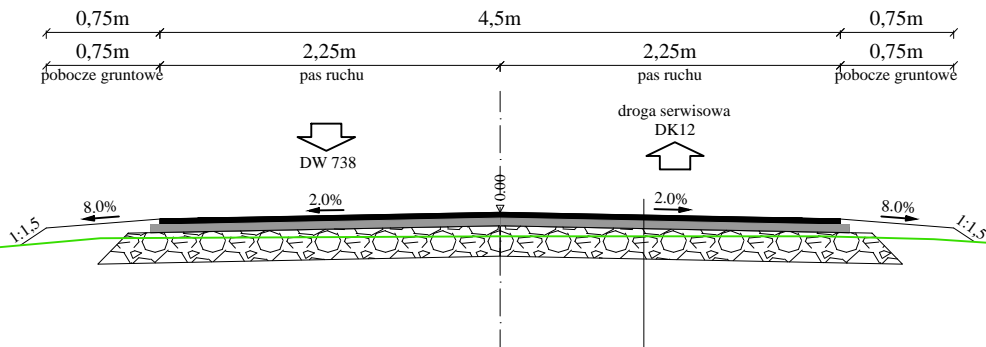 0,75m 4,5m 0,75m
0,75m 2,25m 2,25m 0,75m
pobocze gruntowe pas ruchu pas ruchu pobocze gruntowe
droga serwisowa
DK12
DW 738
0.00
8.0% 2.0% 2.0% 8.0%
1:1,5 1:1,5